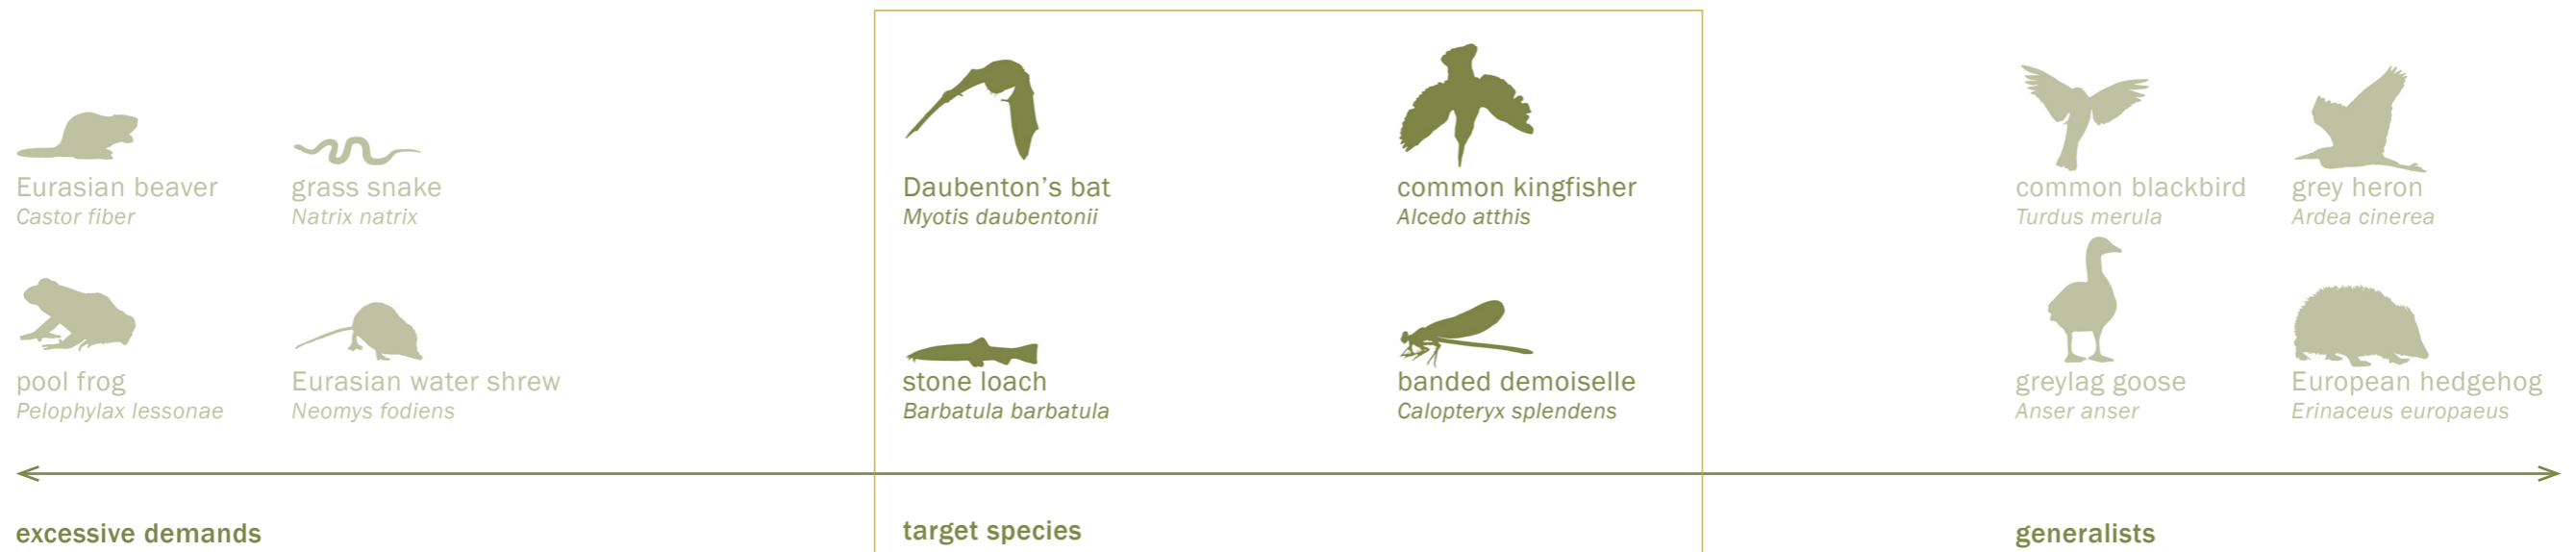 Eurasian beaver
Castor fiber
grass snake
Natrix natrix
Daubenton's bat
Myotis daubentonii
common kingfisher
Alcedo atthis
common blackbird
Turdus merula
grey heron
Ardea cinerea
pool frog
Pelophylax lessonae
Eurasian water shrew
Neomys fodiens
stone loach
Barbatula barbatula
banded demoiselle
Calopteryx splendens
greylag goose
Anser anser
European hedgehog
Erinaceus europaeus
excessive demands
target species
generalists